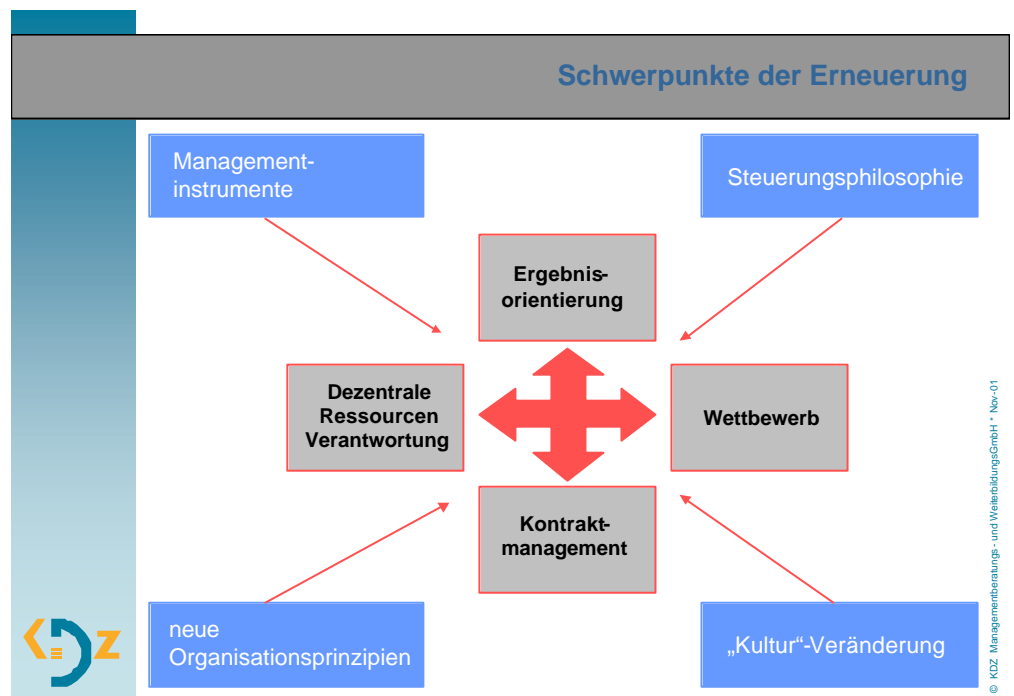 Schwerpunkte der Erneuerung
Management-
instrumente
Steuerungsphilosophie
Ergebnis-
orientierung
Dezentrale
Ressourcen
Verantwortung
Wettbewerb
Kontrakt-
management
neue
Organisationsprinzipien
„Kultur“-Veränderung
KDZ
© KDZ Managementberatungs - und WeiterbildungsGmbH * Nov-01